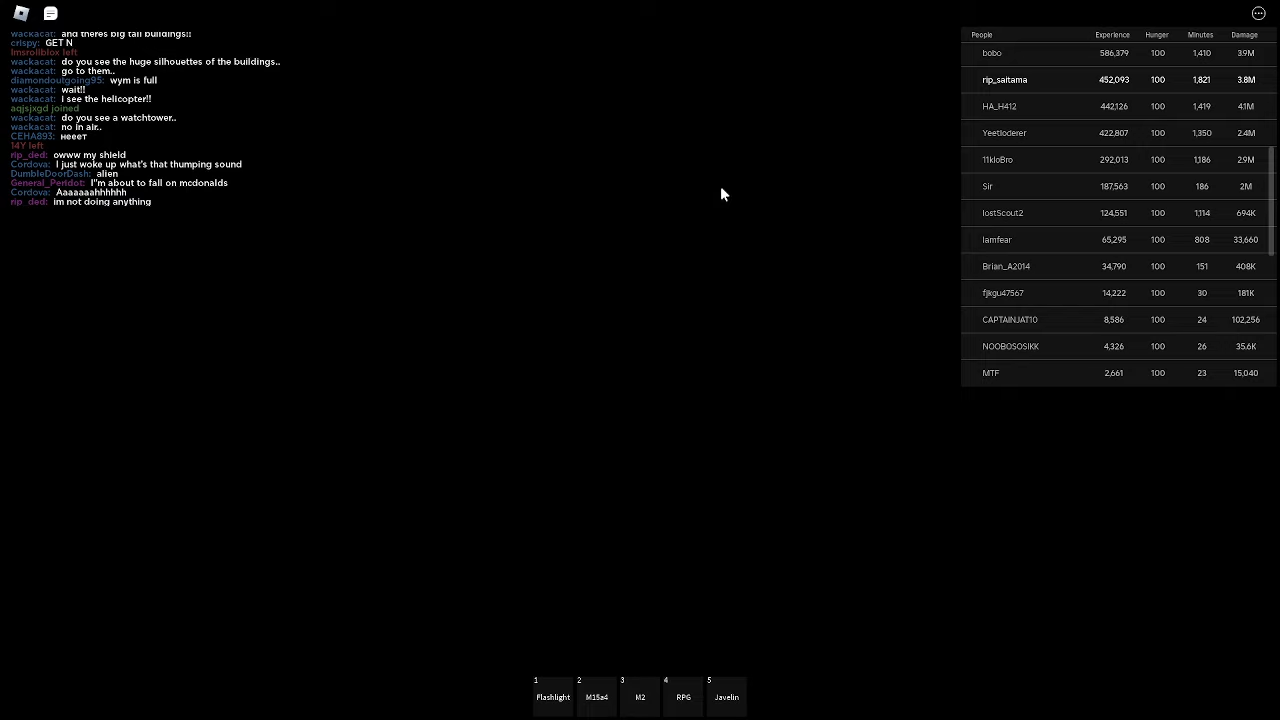 wackacat: and theres big tall buildings!!
crispy: GET N
Imsrollblox left
wackacat: do you see the huge silhouettes of the buildings..
wackacat: go to them..
diamondoutgoing95: wym is full
wackacat: wait!!
wackacat: i see the helicopter!!
aqjsjxgd joined
wackacat: do you see a watchtower..
wackacat: no in air..
CEHA893: нееет
14Y left
rip_ded: owww my shield
Cordova: I just woke up what's that thumping sound
DumbleDoorDash: alien
General_Peridot: I"m about to fall on mcdonalds
Cordova: Aaaaaaahhhhhh
rip_ded: im not doing anything
People Experience Hunger Minutes Damage
bobo 586,379 100 1,410 3.9M
rip_saitama 452,093 100 1,821 3.8M
HA_H412 442,126 100 1,419 4.1M
Yeetloderer 422,807 100 1,350 2.4M
11kloBro 292,013 100 1,186 2.9M
Sir 187,563 100 186 2M
lostScout2 124,551 100 1,114 694K
Iamfear 65,295 100 808 33,660
Brian_A2014 34,790 100 151 408K
fjkgu47567 14,222 100 30 181K
CAPTAINJAT10 8,586 100 24 102,256
NOOBOSOSIKK 4,326 100 26 35.6K
MTF 2,661 100 23 15,040
1 2 3 4 5
Flashlight M15a4 M2 RPG Javelin